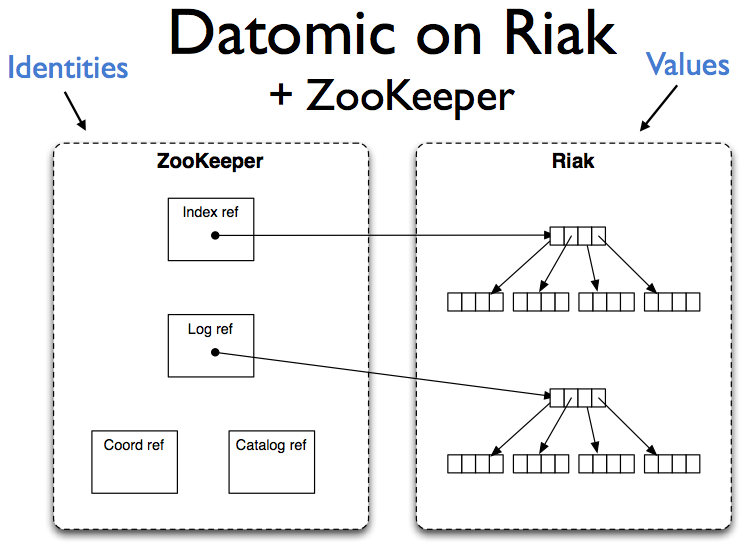 Datomic on Riak
+ ZooKeeper
Identities
Values
ZooKeeper
Riak
Index ref
Log ref
Coord ref
Catalog ref